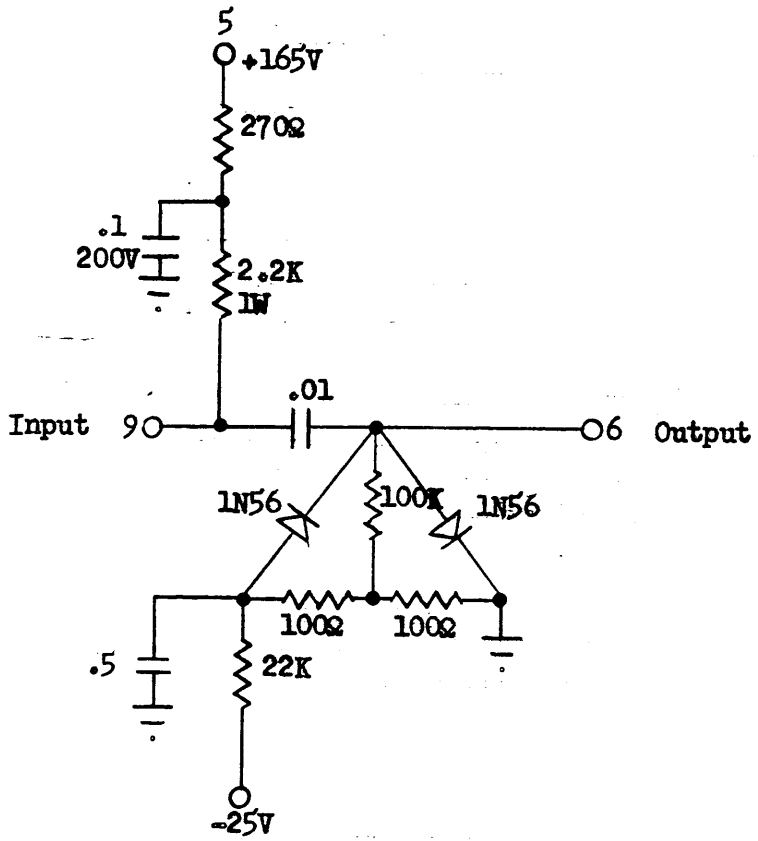 5
+165V
270Ω
.1
200V
2.2K
1W
.01
Input 9
6 Output
1N56
100K
1N56
100Ω
100Ω
.5
22K
-25V